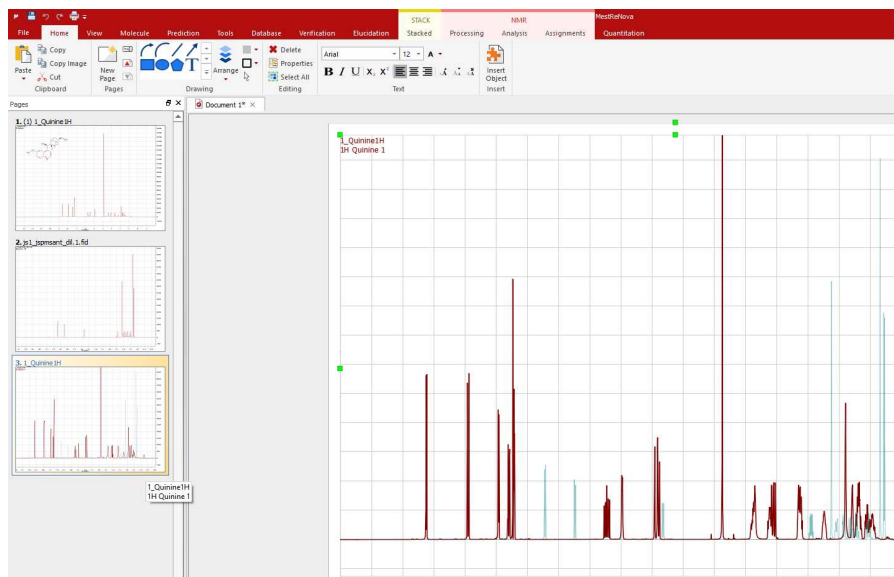 STACK NMR MestReNova
File Home View Molecule Prediction Tools Database Verification Elucidation Stacked Processing Analysis Assignments Quantitation
Copy
Copy Image
Cut
Paste
Clipboard
New
Page
Pages
Arrange
Drawing
Delete
Properties
Select All
Editing
Arial 12 A
B I U X₂ X²
Text
Insert
Object
Insert
Pages
Document 1*
1. (1) 1_Quinine1H
2. js1_jspmsant_dil.1.fid
3. 1_Quinine1H
1_Quinine1H
1H Quinine 1
1_Quinine1H
1H Quinine 1